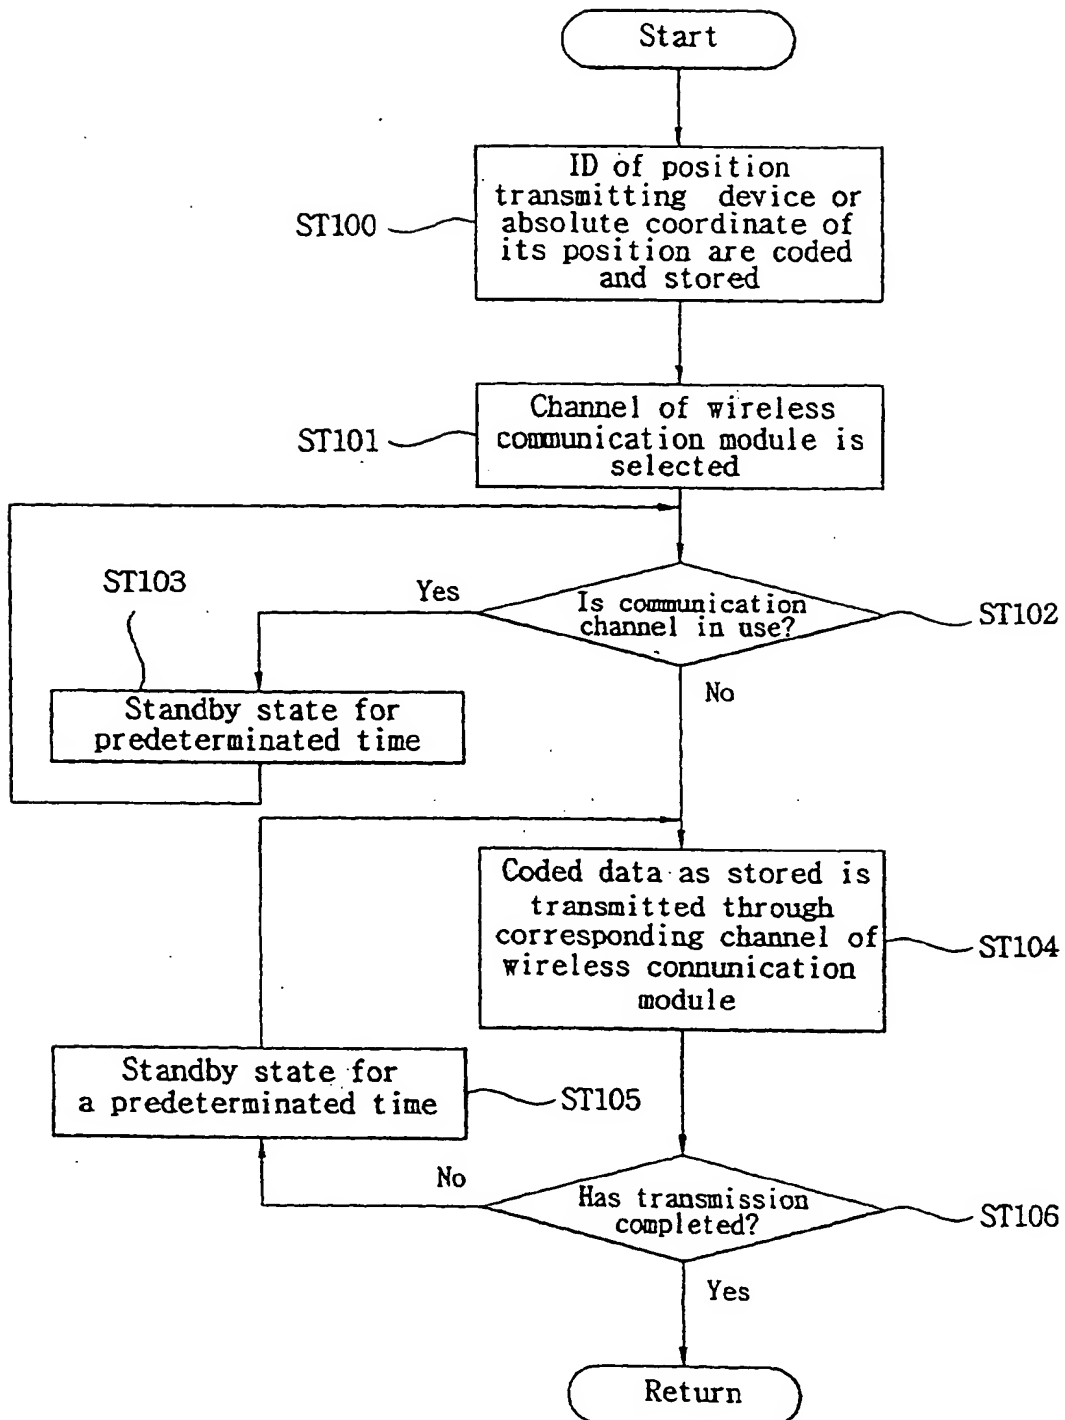 Start
ID of position
transmitting device or
absolute coordinate of
its position are coded
and stored
ST100
Channel of wireless
communication module is
selected
ST101
ST103
Yes
Is communication
channel in use?
ST102
No
Standby state for
predeterminated time
Coded data as stored is
transmitted through
corresponding channel of
wireless connunication
module
ST104
Standby state for
a predeterminated time
ST105
No
Has transmission
completed?
ST106
Yes
Return